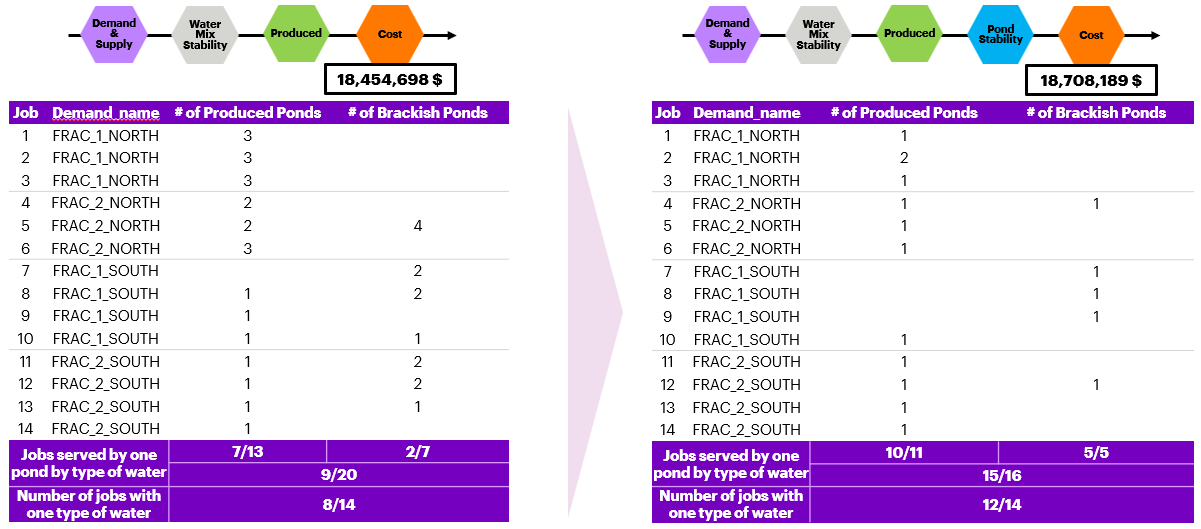 Demand
&
Supply
Water
Mix
Stability
Produced
Cost
18,454,698 $
Job Demand_name # of Produced Ponds # of Brackish Ponds
1 FRAC_1_NORTH 3
2 FRAC_1_NORTH 3
3 FRAC_1_NORTH 3
4 FRAC_2_NORTH 2
5 FRAC_2_NORTH 2 4
6 FRAC_2_NORTH 3
7 FRAC_1_SOUTH 2
8 FRAC_1_SOUTH 1 2
9 FRAC_1_SOUTH 1
10 FRAC_1_SOUTH 1 1
11 FRAC_2_SOUTH 1 2
12 FRAC_2_SOUTH 1 2
13 FRAC_2_SOUTH 1 1
14 FRAC_2_SOUTH 1
Jobs served by one
pond by type of water
7/13 2/7
9/20
Number of jobs with
one type of water
8/14
Demand
&
Supply
Water
Mix
Stability
Produced
Pond
Stability
Cost
18,708,189 $
Job Demand_name # of Produced Ponds # of Brackish Ponds
1 FRAC_1_NORTH 1
2 FRAC_1_NORTH 2
3 FRAC_1_NORTH 1
4 FRAC_2_NORTH 1 1
5 FRAC_2_NORTH 1
6 FRAC_2_NORTH 1
7 FRAC_1_SOUTH 1
8 FRAC_1_SOUTH 1
9 FRAC_1_SOUTH 1
10 FRAC_1_SOUTH 1
11 FRAC_2_SOUTH 1
12 FRAC_2_SOUTH 1 1
13 FRAC_2_SOUTH 1
14 FRAC_2_SOUTH 1
Jobs served by one
pond by type of water
10/11 5/5
15/16
Number of jobs with
one type of water
12/14